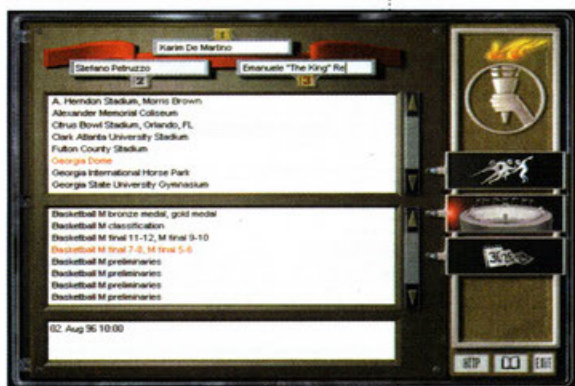 Karim De Martino
Stefano Petruzzo
Emanuele "The King" Re
2
3
A. Herndon Stadium, Morris Brown
Alexander Memorial Coliseum
Citrus Bowl Stadium, Orlando, FL
Clark Atlanta University Stadium
Fulton County Stadium
Georgia Dome
Georgia International Horse Park
Georgia State University Gymnasium
Basketball M bronze medal, gold medal
Basketball M classification
Basketball M final 11-12, M final 9-10
Basketball M final 7-8, M final 5-6
Basketball M preliminaries
Basketball M preliminaries
Basketball M preliminaries
Basketball M preliminaries
02. Aug 96 10:00
EXIT